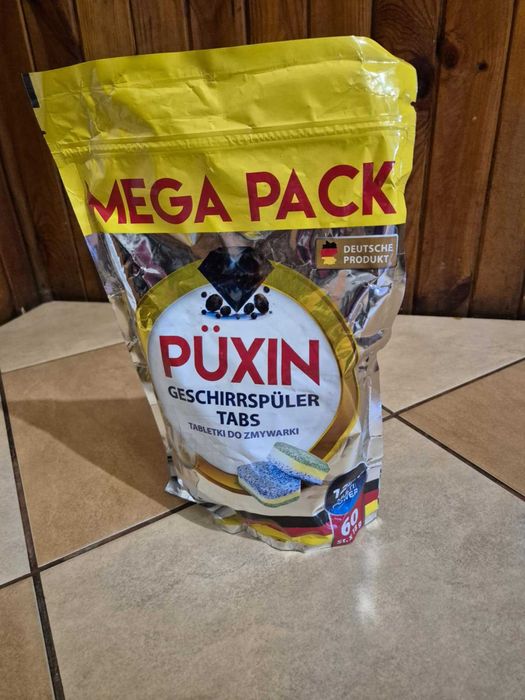 MEGA PACK
DEUTSCHE
PRODUKT
PÜXIN
GESCHIRRSPÜLER
TABS
TABLETKI DO ZMYWARKI
60